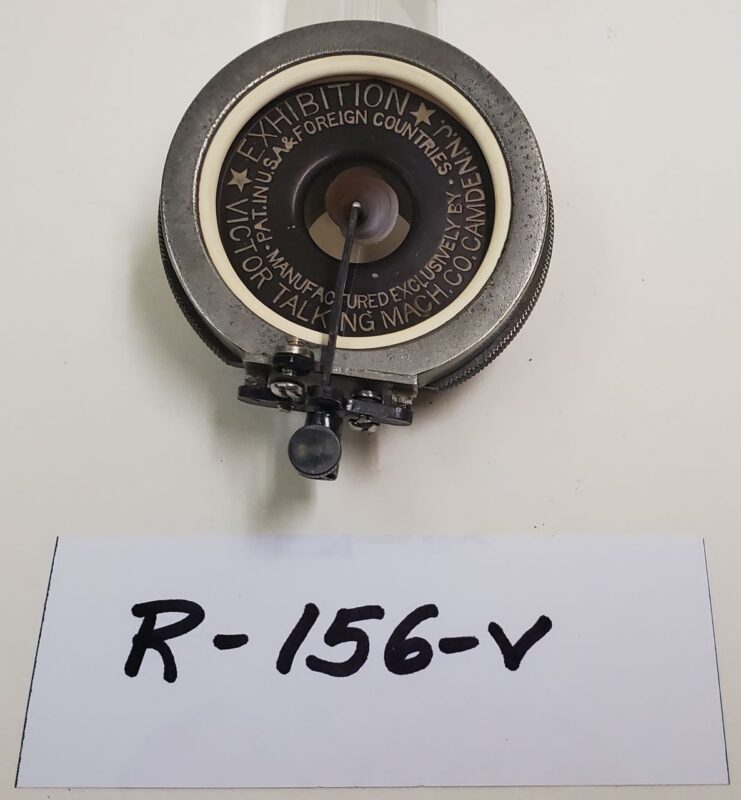 ★ EXHIBITION ★
VICTOR TALKING MACH. CO. CAMDEN N.J.
PAT. IN U.S.A. & FOREIGN COUNTRIES.
MANUFACTURED EXCLUSIVELY BY
R-156-V